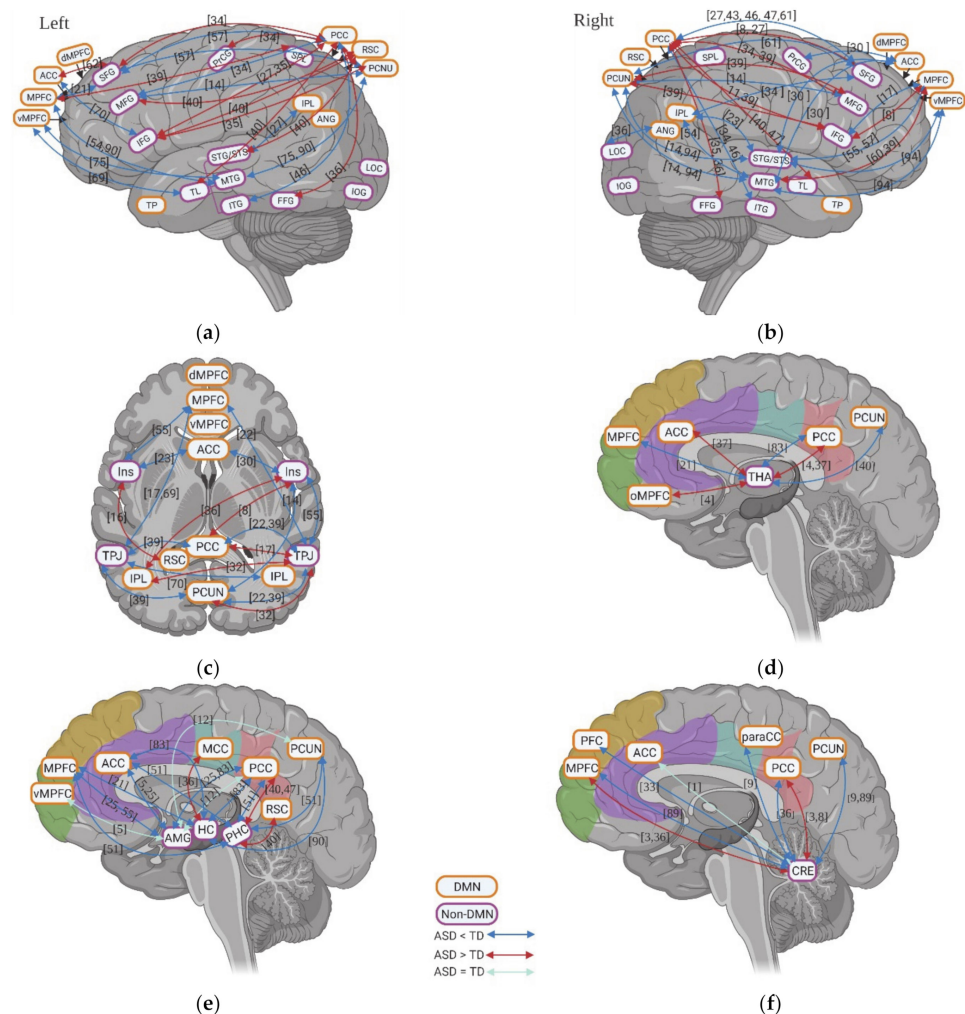 Left
[34]
PCC
RSC
PCNU
dMPFC
[62]
ACC
[21]
MPFC
vMPFC
[57]
[34]
[57]
SFG
PrCG
SPL
[39]
[34]
[27,35]
MFG
[14]
[40]
[48]
IPL
[70]
IFG
[35]
[40]
[27]
[46]
ANG
[54,90]
STG/STS
[75, 90]
[75]
[46]
[36]
LOC
[69]
TL
MTG
IOG
TP
ITG
FFG
(a)
Right
[27,43, 46, 47,61]
PCC
[8, 27]
RSC
SPL
[61]
[30 ]
dMPFC
PCUN
[34-39]
PrCG
SFG
ACC
[39]
MPFC
[14]
[17]
vMPFC
[39]
11,39]
[34 ]
[30 ]
MFG
IPL
[23]
[30 ]
[8]
[36]
ANG
[54]
[34, 46]
[40, 47]
IFG
LOC
[14,94]
[35, 36]
STG/STS
[55, 57]
[60,39]
[94]
IOG
[14, 94]
MTG
TL
[94]
FFG
ITG
TP
(b)
dMPFC
MPFC
vMPFC
[55]
[22]
ACC
[23]
[30]
Ins
Ins
[17,69]
[14]
[16]
[86]
[8]
[55]
[22,39]
[39]
PCC
TPJ
RSC
[17]
TPJ
[32]
IPL
[70]
IPL
PCUN
[39]
[22,39]
[32]
(c)
PCUN
MPFC
ACC
PCC
[37]
[83]
[21]
[4,37]
[40]
THA
oMPFC
[4]
(d)
[12]
[83]
MCC
PCUN
ACC
MPFC
[51]
PCC
[21]
[6,25]
[36]
[25,83]
[40,47]
vMPFC
[12]
[83]
[51]
[25, 55]
RSC
[51]
[5]
AMG
HC
PHC
[40]
[51]
[90]
(e)
DMN
Non-DMN
ASD < TD
ASD > TD
ASD = TD
PFC
ACC
paraCC
PCUN
MPFC
PCC
[33]
[1]
[9]
[9,89]
[89]
[36]
[3,8]
[3,36]
CRE
(f)